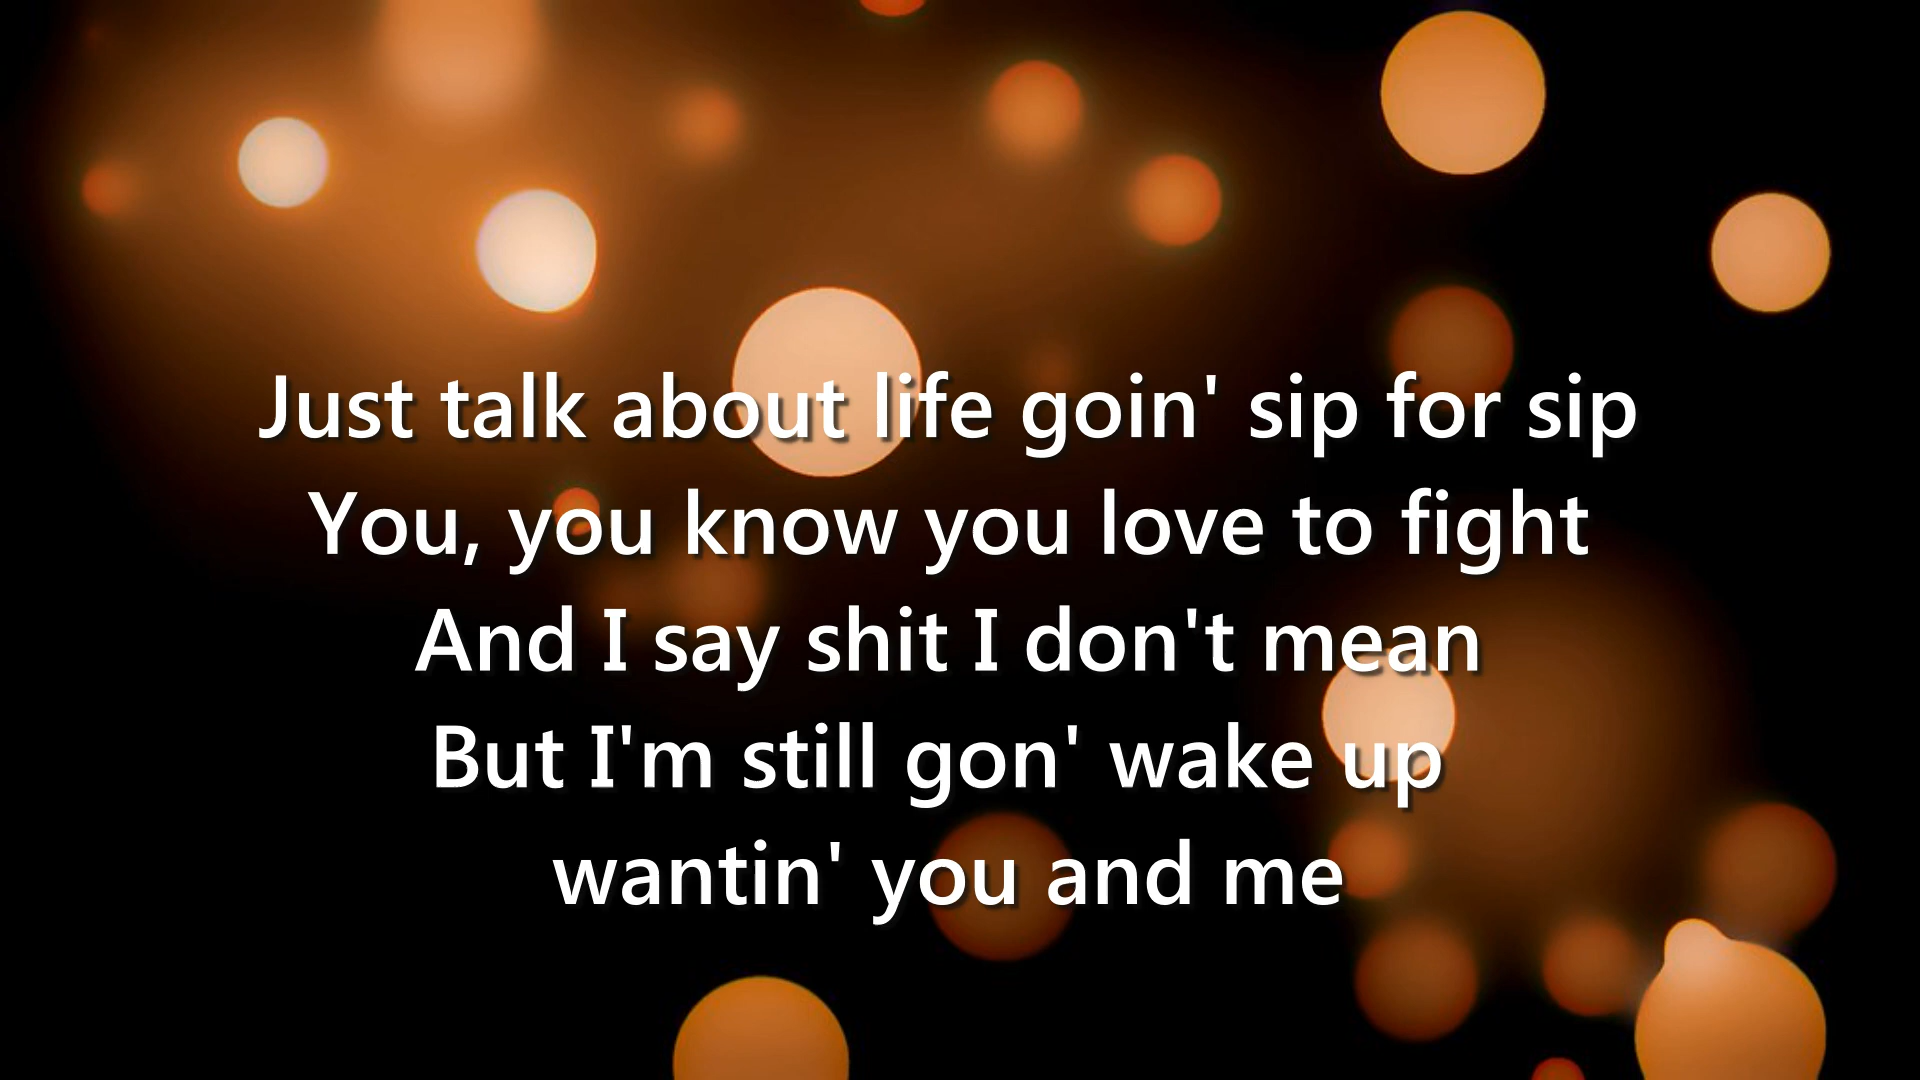 Just talk about life goin' sip for sip
You, you know you love to fight
And I say shit I don't mean
But I'm still gon' wake up
wantin' you and me